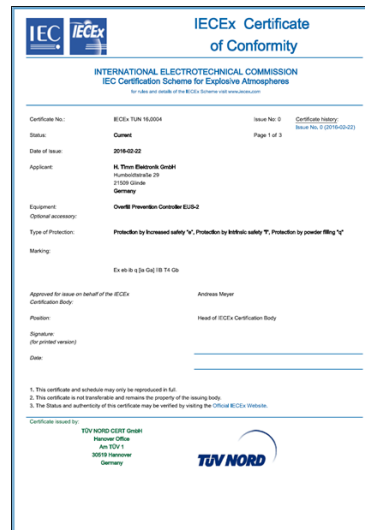 IEC
IECEx
IECEx Certificate
of Conformity
INTERNATIONAL ELECTROTECHNICAL COMMISSION
IEC Certification Scheme for Explosive Atmospheres
for rules and details of the IECEx Scheme visit www.iecex.com
Certificate No.: IECEx TUN 16.0004 Issue No: 0 Certificate history:
Issue No. 0 (2016-02-22)
Status: Current Page 1 of 3
Date of Issue: 2016-02-22
Applicant: H. Timm Elektronik GmbH
Humboldtstraße 29
21509 Glinde
Germany
Equipment: Overfill Prevention Controller EUS-2
Optional accessory:
Type of Protection: Protection by Increased safety "e", Protection by Intrinsic safety "i", Protection by powder filling "q"
Marking:
Ex eb ib q [ia Ga] IIB T4 Gb
Approved for issue on behalf of the IECEx Andreas Meyer
Certification Body:
Position: Head of IECEx Certification Body
Signature:
(for printed version)
Date:
1. This certificate and schedule may only be reproduced in full.
2. This certificate is not transferable and remains the property of the issuing body.
3. The Status and authenticity of this certificate may be verified by visiting the Official IECEx Website.
Certificate issued by:
TÜV NORD CERT GmbH
Hanover Office
Am TÜV 1
30519 Hannover
Germany
TÜV NORD